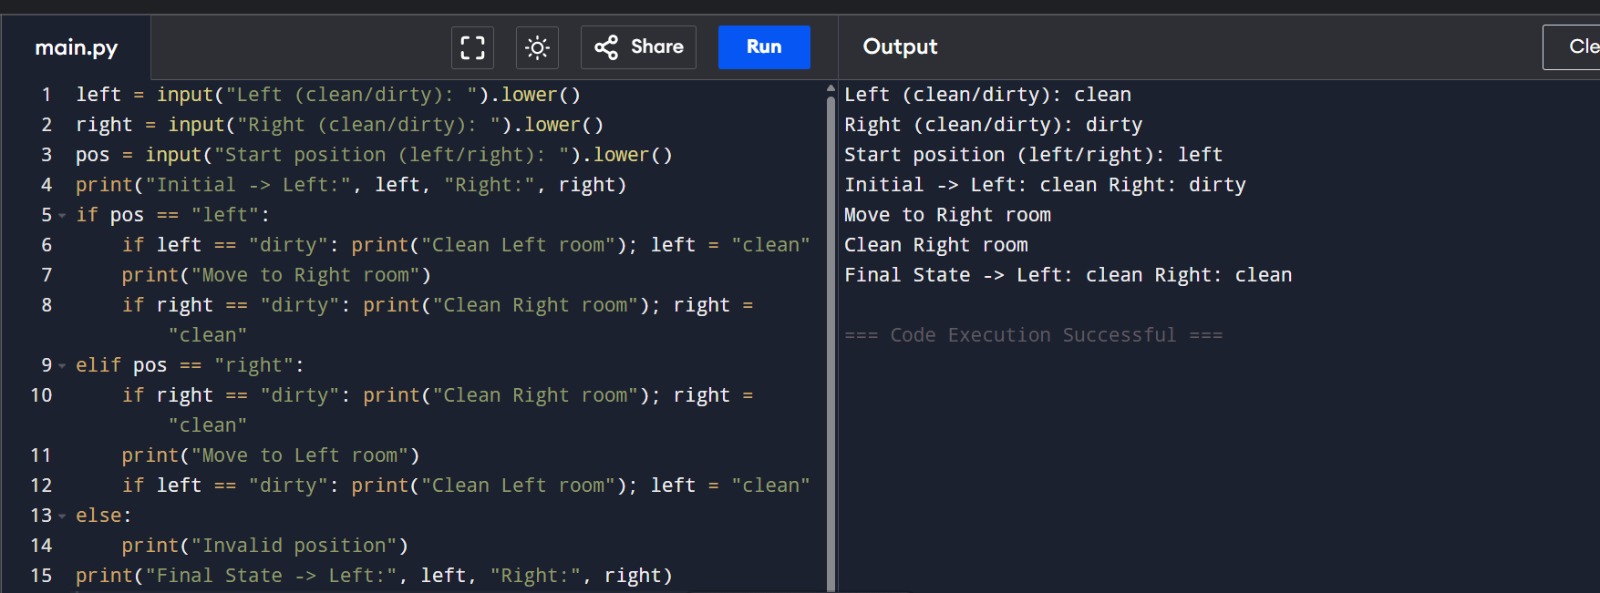 main.py
Share
Run
Output
1 left = input("Left (clean/dirty): ").lower()
2 right = input("Right (clean/dirty): ").lower()
3 pos = input("Start position (left/right): ").lower()
4 print("Initial -> Left:", left, "Right:", right)
5 if pos == "left":
6     if left == "dirty": print("Clean Left room"); left = "clean"
7     print("Move to Right room")
8     if right == "dirty": print("Clean Right room"); right =
        "clean"
9 elif pos == "right":
10     if right == "dirty": print("Clean Right room"); right =
        "clean"
11     print("Move to Left room")
12     if left == "dirty": print("Clean Left room"); left = "clean"
13 else:
14     print("Invalid position")
15 print("Final State -> Left:", left, "Right:", right)
Left (clean/dirty): clean
Right (clean/dirty): dirty
Start position (left/right): left
Initial -> Left: clean Right: dirty
Move to Right room
Clean Right room
Final State -> Left: clean Right: clean
=== Code Execution Successful ===